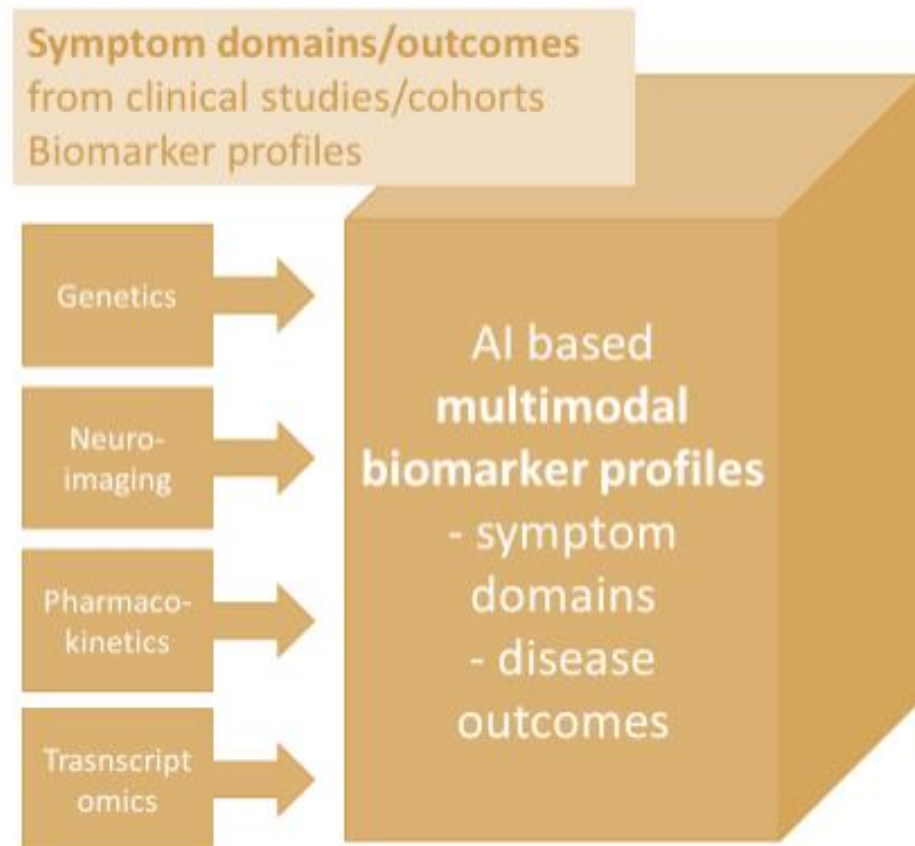 Symptom domains/outcomes
from clinical studies/cohorts
Biomarker profiles
Genetics
Neuro-
imaging
Pharmaco-
kinetics
Trasnscript
omics
AI based
multimodal
biomarker profiles
- symptom
domains
- disease
outcomes